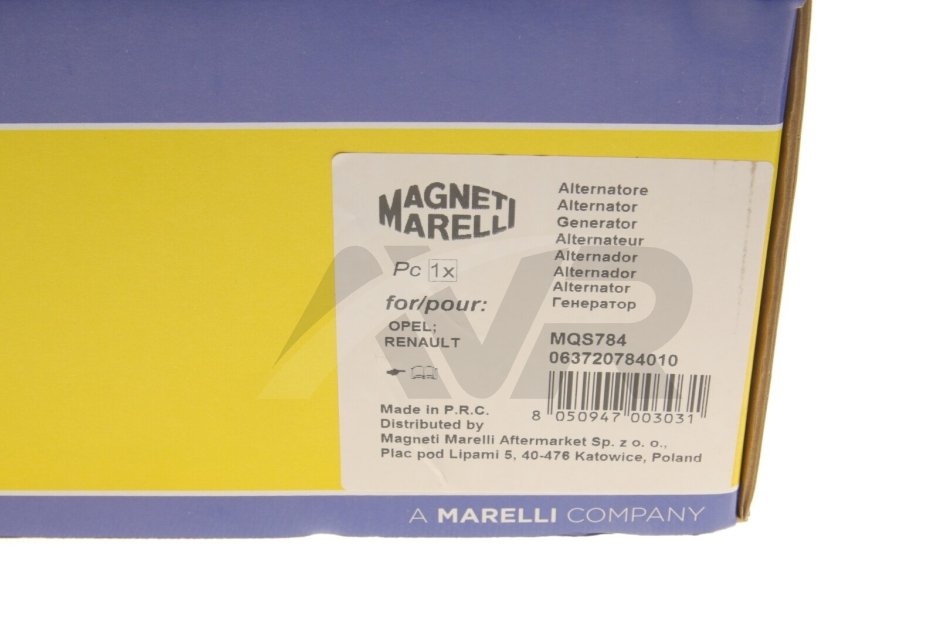 MAGNETI
MARELLI
Pc 1x
for/pour:
OPEL;
RENAULT
Alternatore
Alternator
Generator
Alternateur
Alternador
Alternador
Alternator
Генератор
MQS784
063720784010
8 050947 003031
Made in P.R.C.
Distributed by
Magneti Marelli Aftermarket Sp. z o. o.,
Plac pod Lipami 5, 40-476 Katowice, Poland
A MARELLI COMPANY
AVR